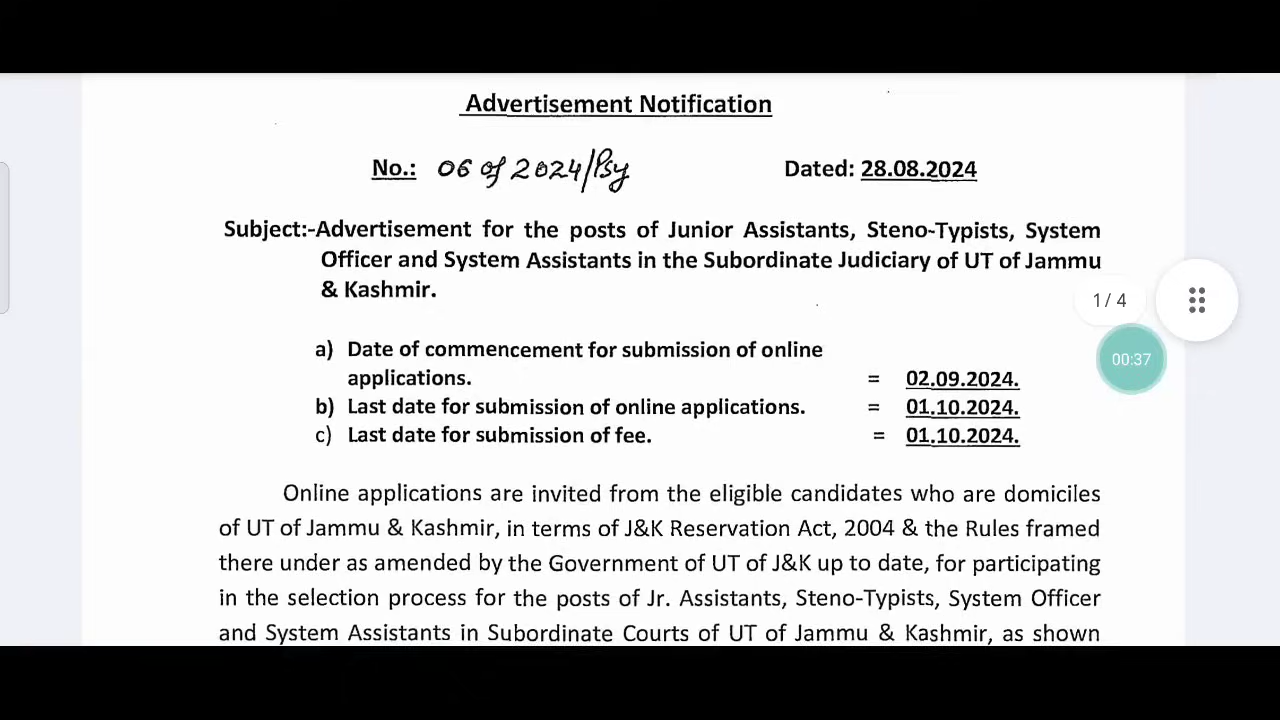 Advertisement Notification
No.: 06 of 2024/Psy Dated: 28.08.2024
Subject:-Advertisement for the posts of Junior Assistants, Steno-Typists, System
Officer and System Assistants in the Subordinate Judiciary of UT of Jammu
& Kashmir.
1 / 4
00:37
a) Date of commencement for submission of online
applications. = 02.09.2024.
b) Last date for submission of online applications. = 01.10.2024.
c) Last date for submission of fee. = 01.10.2024.
Online applications are invited from the eligible candidates who are domiciles
of UT of Jammu & Kashmir, in terms of J&K Reservation Act, 2004 & the Rules framed
there under as amended by the Government of UT of J&K up to date, for participating
in the selection process for the posts of Jr. Assistants, Steno-Typists, System Officer
and System Assistants in Subordinate Courts of UT of Jammu & Kashmir, as shown